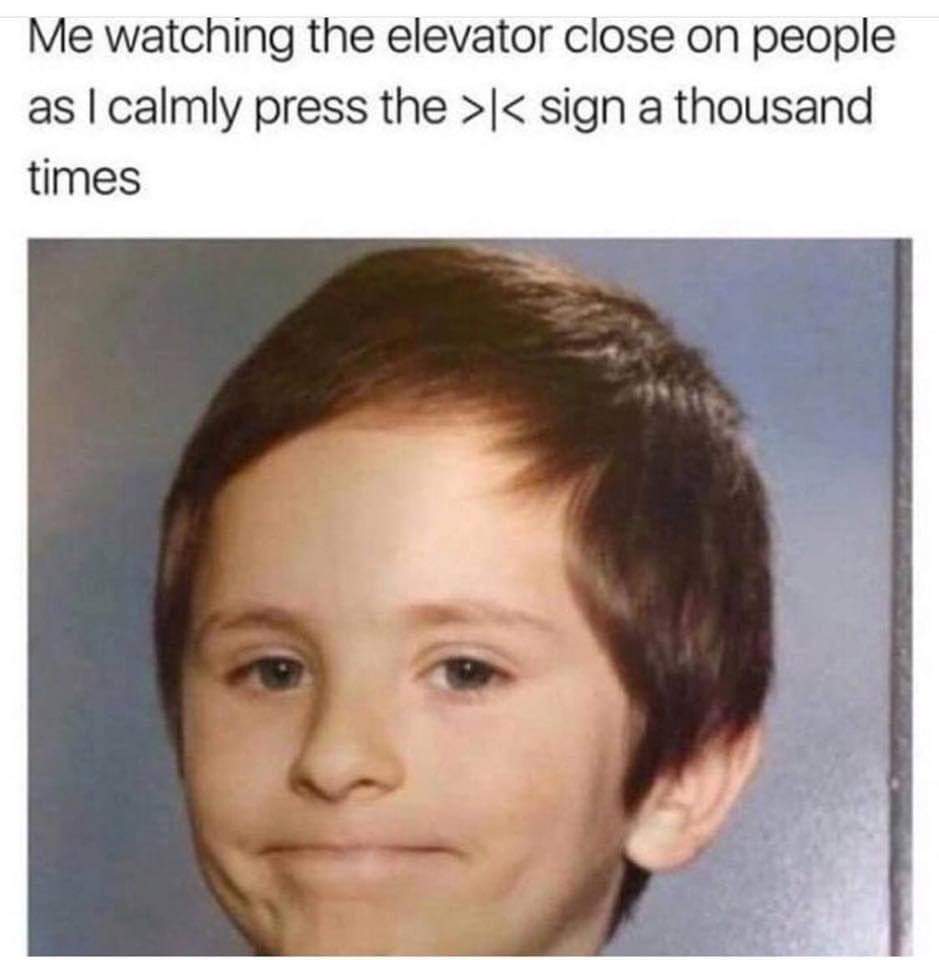 Me watching the elevator close on people
as I calmly press the >|< sign a thousand
times